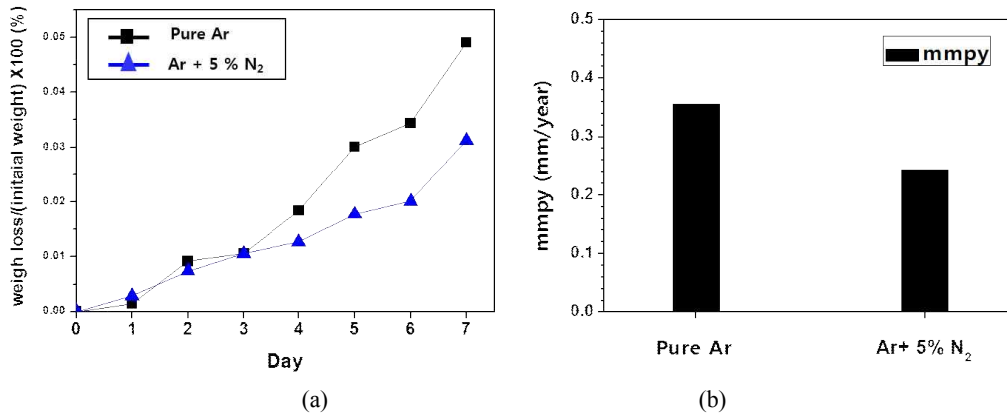 weigh loss/(initaial weight) X100 (%)
0.05
0.04
0.03
0.02
0.01
0.00
Pure Ar
Ar + 5 % N₂
0 1 2 3 4 5 6 7
Day
(a)
mmpy (mm/year)
0.5
0.4
0.3
0.2
0.1
0.0
mmpy
Pure Ar Ar+ 5% N₂
(b)